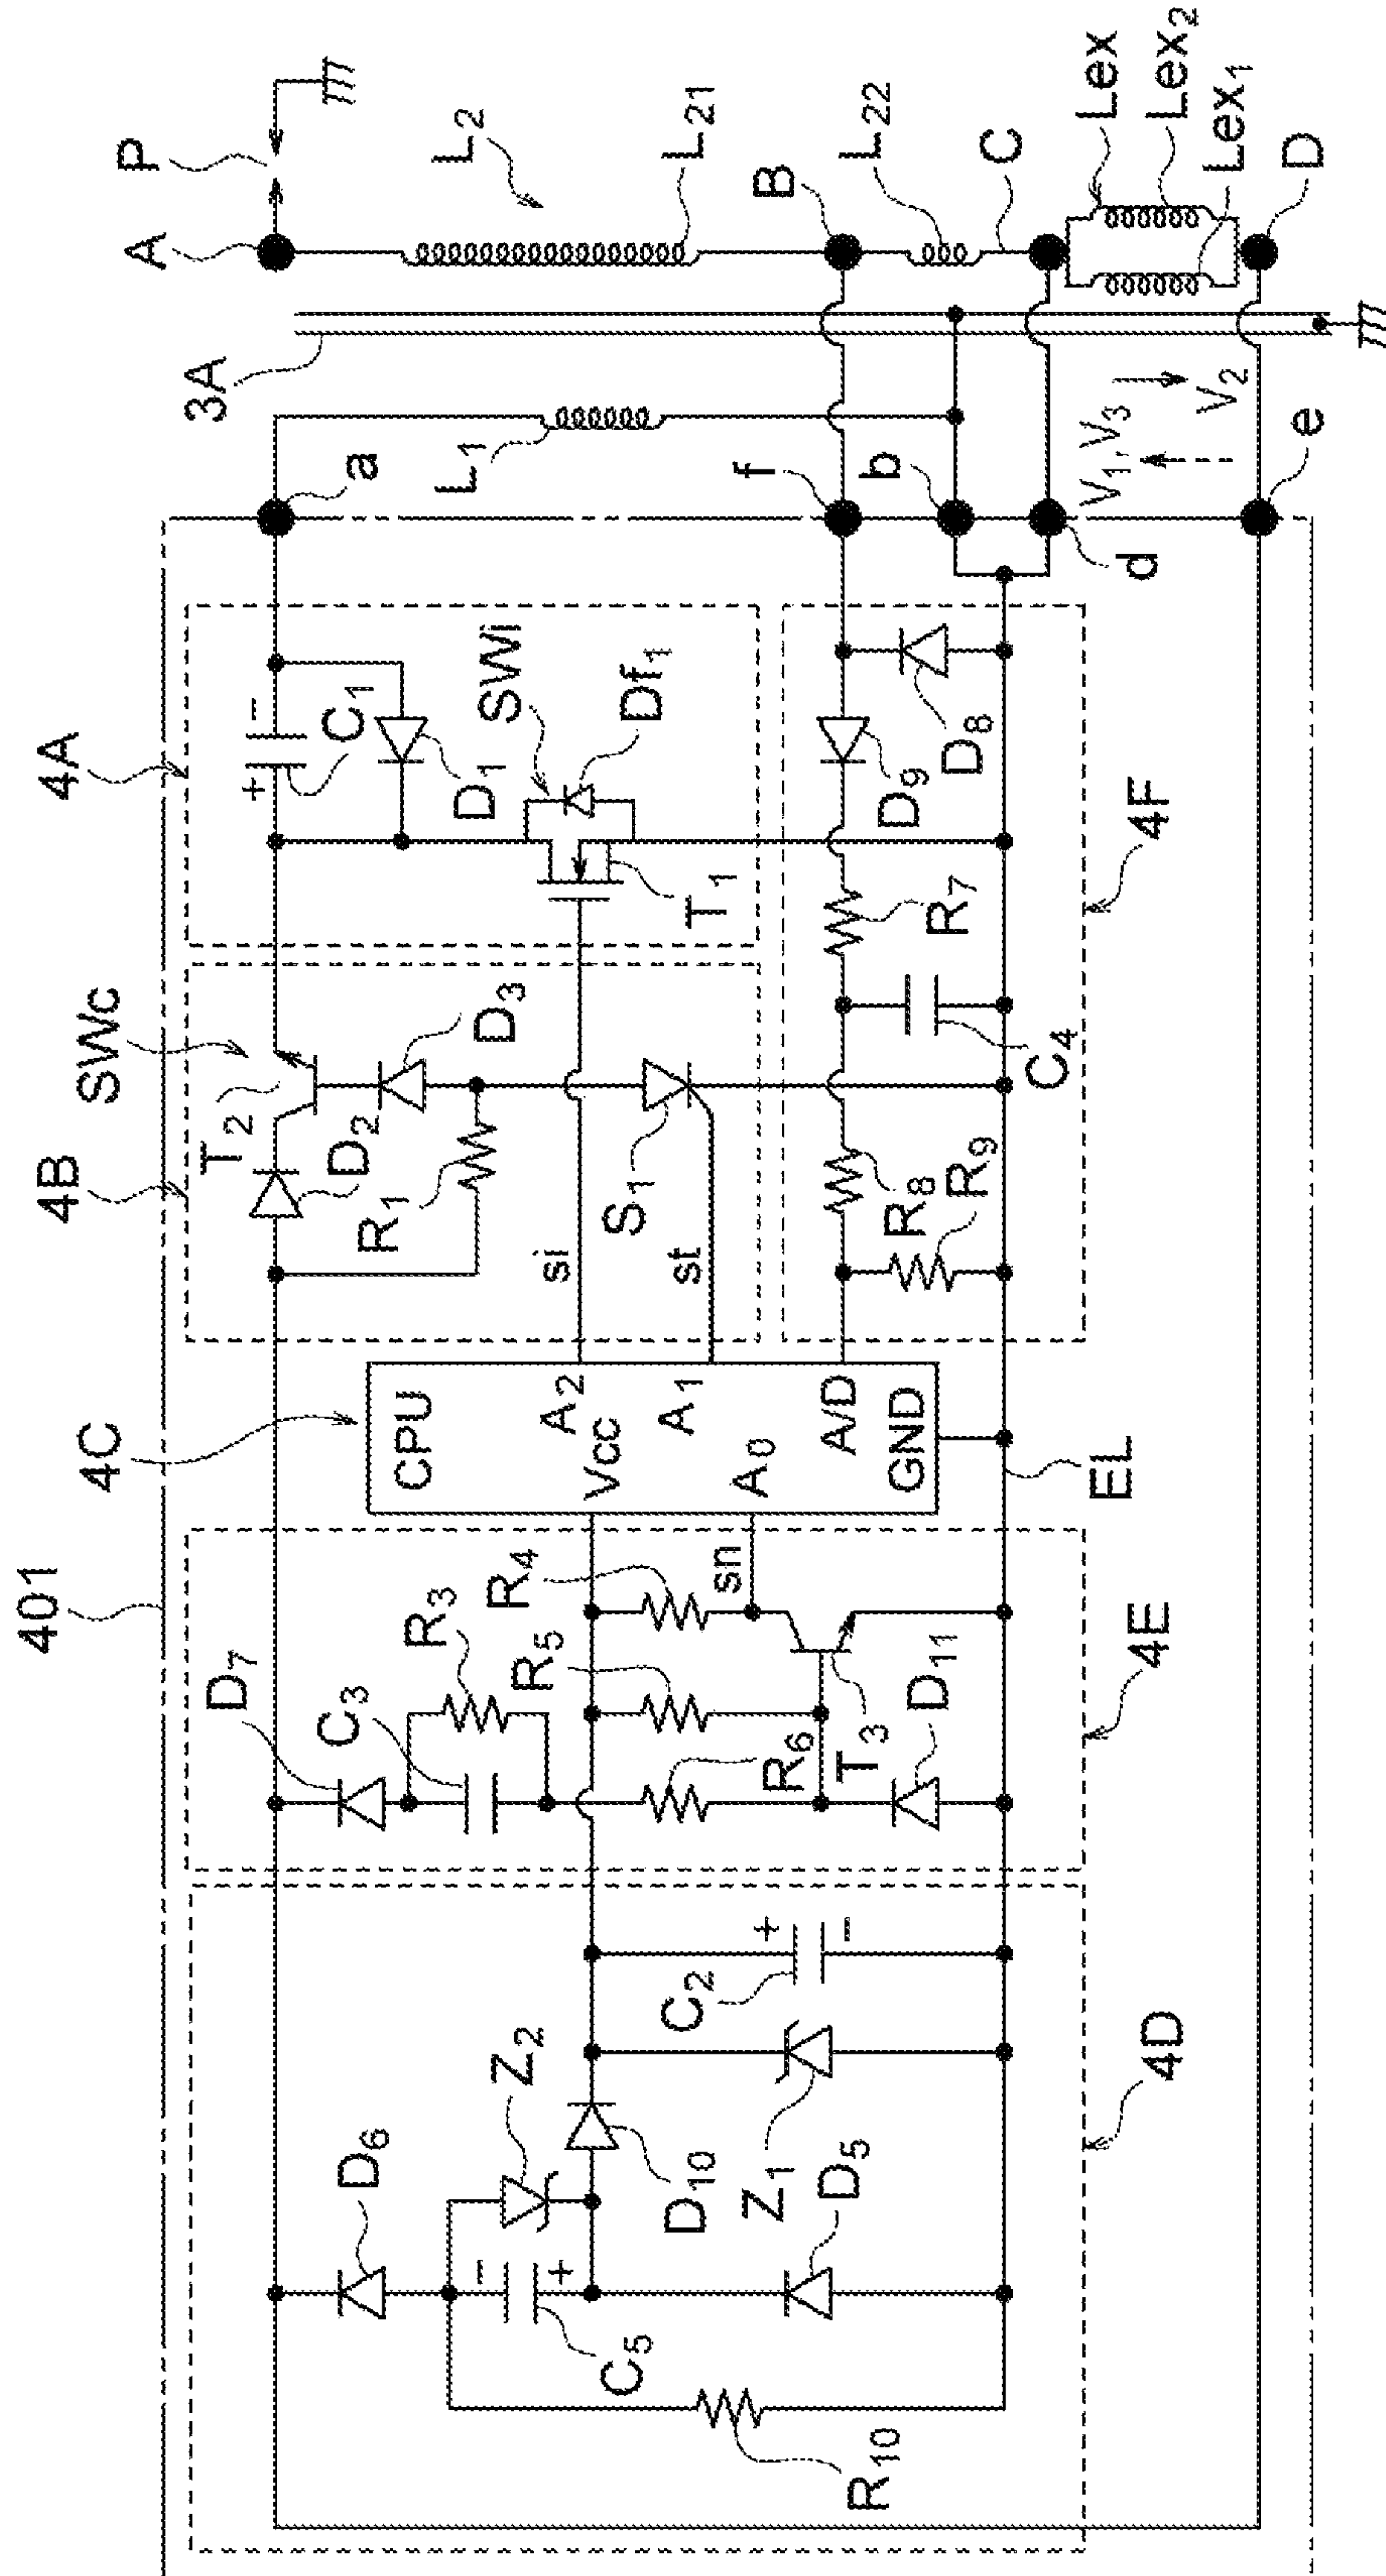 401
4B
SWc
4A
4C
3A
A
P
L2
L21
B
L22
C
Lex
Lex2
Lex1
D
a
L1
f
b
d
e
V1, V3
V2
+
-
C1
D1
SWi
Df1
T1
T2
D2
D3
R1
S1
si
st
D8
D9
R7
C4
R8
R9
4F
CPU
A2
Vcc
A1
A0
A/D
GND
EL
sn
D7
C3
R3
R4
R5
R6
T3
D11
4E
D6
Z2
-
+
C5
D10
R10
Z1
D5
C2
+
-
4D